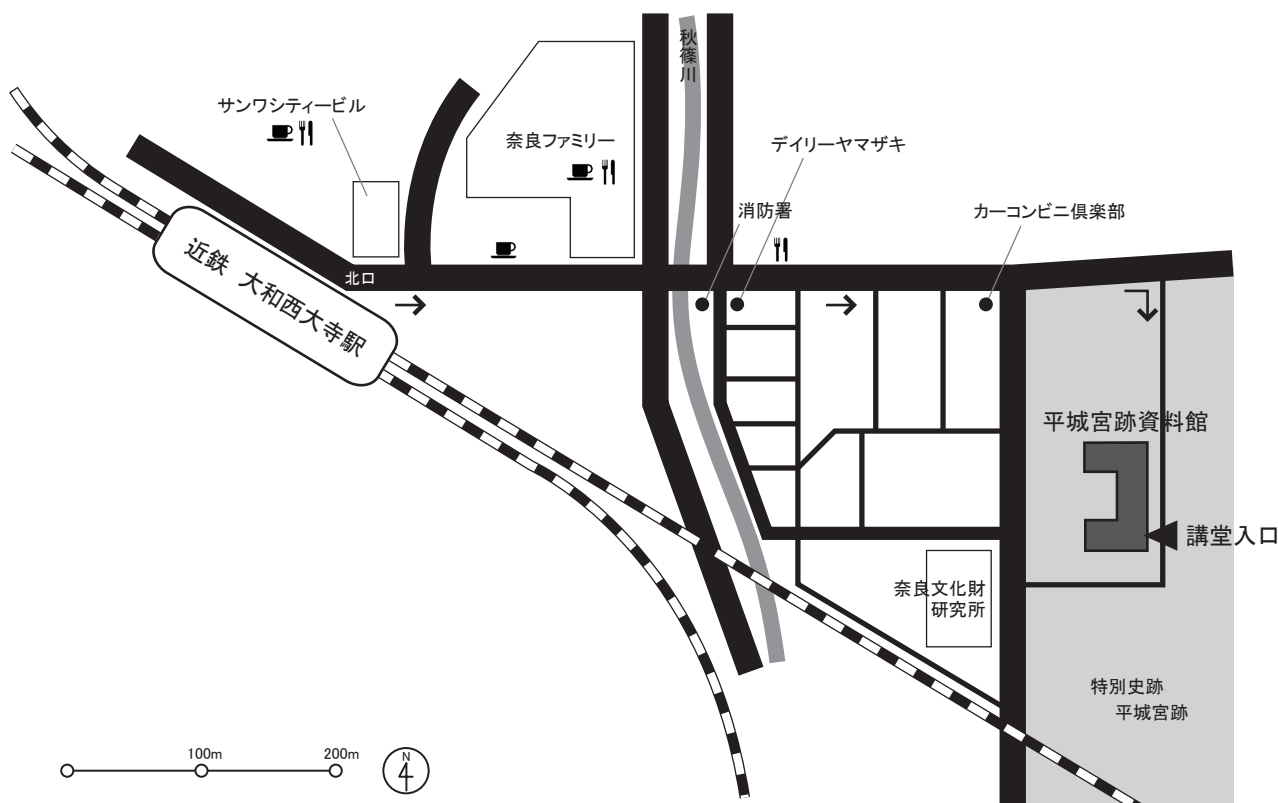 秋篠川
サンワシティービル
奈良ファミリー
デイリーヤマザキ
消防署
カーコンビニ倶楽部
近鉄 大和西大寺駅
北口
平城宮跡資料館
講堂入口
奈良文化財
研究所
特別史跡
平城宮跡
100m
200m
N